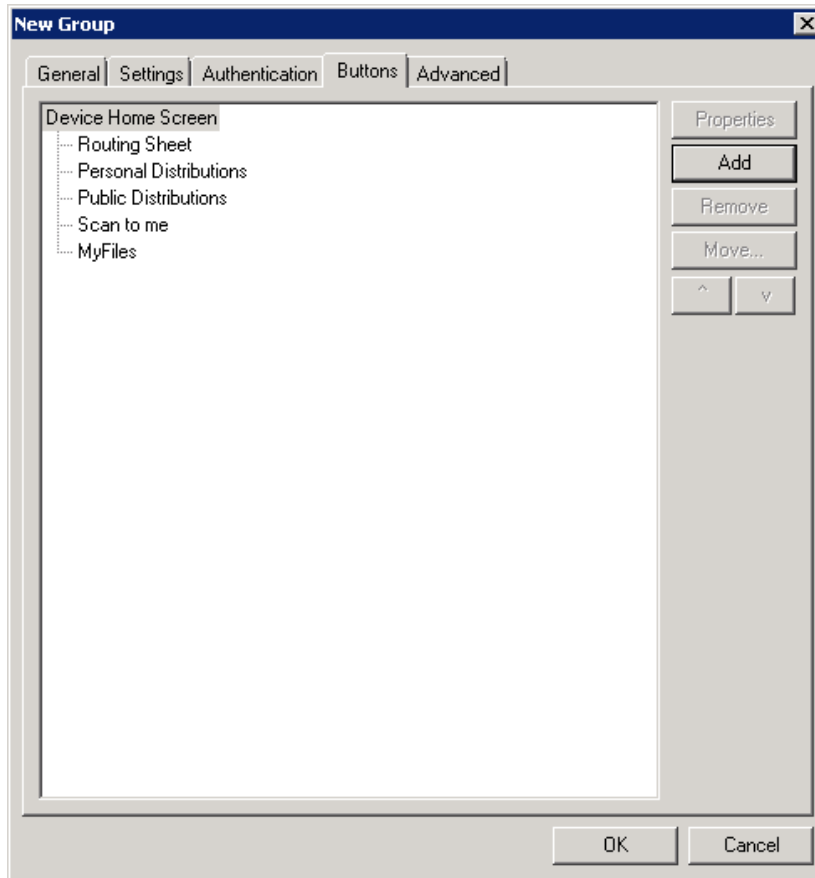 New Group
General Settings Authentication Buttons Advanced
Device Home Screen
Routing Sheet
Personal Distributions
Public Distributions
Scan to me
MyFiles
Properties
Add
Remove
Move...
^ v
OK Cancel